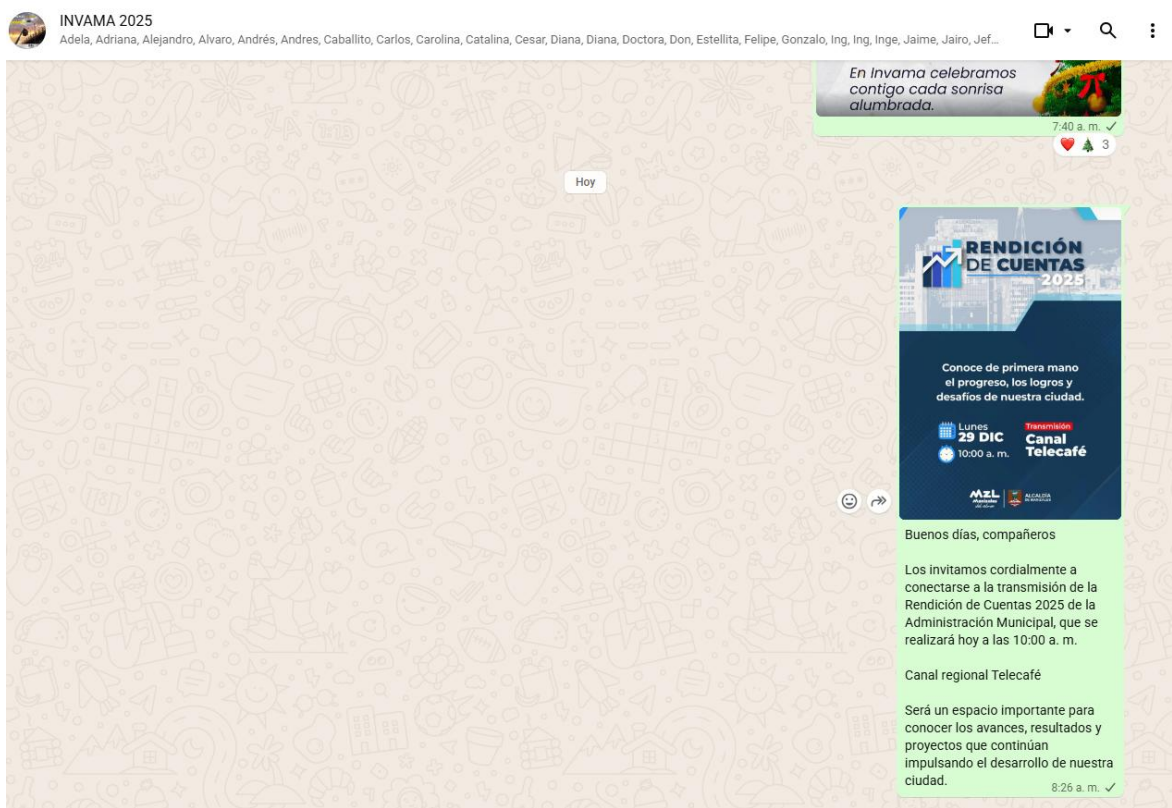 INVAMA 2025
Adela, Adriana, Alejandro, Alvaro, Andrés, Andres, Caballito, Carlos, Carolina, Catalina, Cesar, Diana, Diana, Doctora, Don, Estellita, Felipe, Gonzalo, Ing, Ing, Inge, Jaime, Jairo, Jef...
En Invama celebramos
contigo cada sonrisa
alumbrada.
7:40 a. m.
3
Hoy
RENDICIÓN
DE CUENTAS
2025
Conoce de primera mano
el progreso, los logros y
desafíos de nuestra ciudad.
Lunes
29 DIC
10:00 a. m.
Transmisión
Canal
Telecafé
MZL
Manizales
del alma
ALCALDÍA
DE MANIZALES
Buenos días, compañeros
Los invitamos cordialmente a
conectarse a la transmisión de la
Rendición de Cuentas 2025 de la
Administración Municipal, que se
realizará hoy a las 10:00 a. m.
Canal regional Telecafé
Será un espacio importante para
conocer los avances, resultados y
proyectos que continúan
impulsando el desarrollo de nuestra
ciudad.
8:26 a. m.